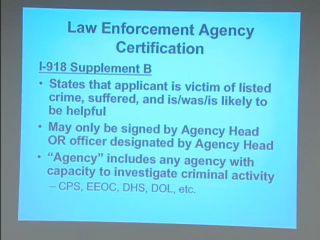 Law Enforcement Agency
Certification
I-918 Supplement B
• States that applicant is victim of listed
crime, suffered, and is/was/is likely to
be helpful
• May only be signed by Agency Head
OR officer designated by Agency Head
• “Agency” includes any agency with
capacity to investigate criminal activity
– CPS, EEOC, DHS, DOL, etc.